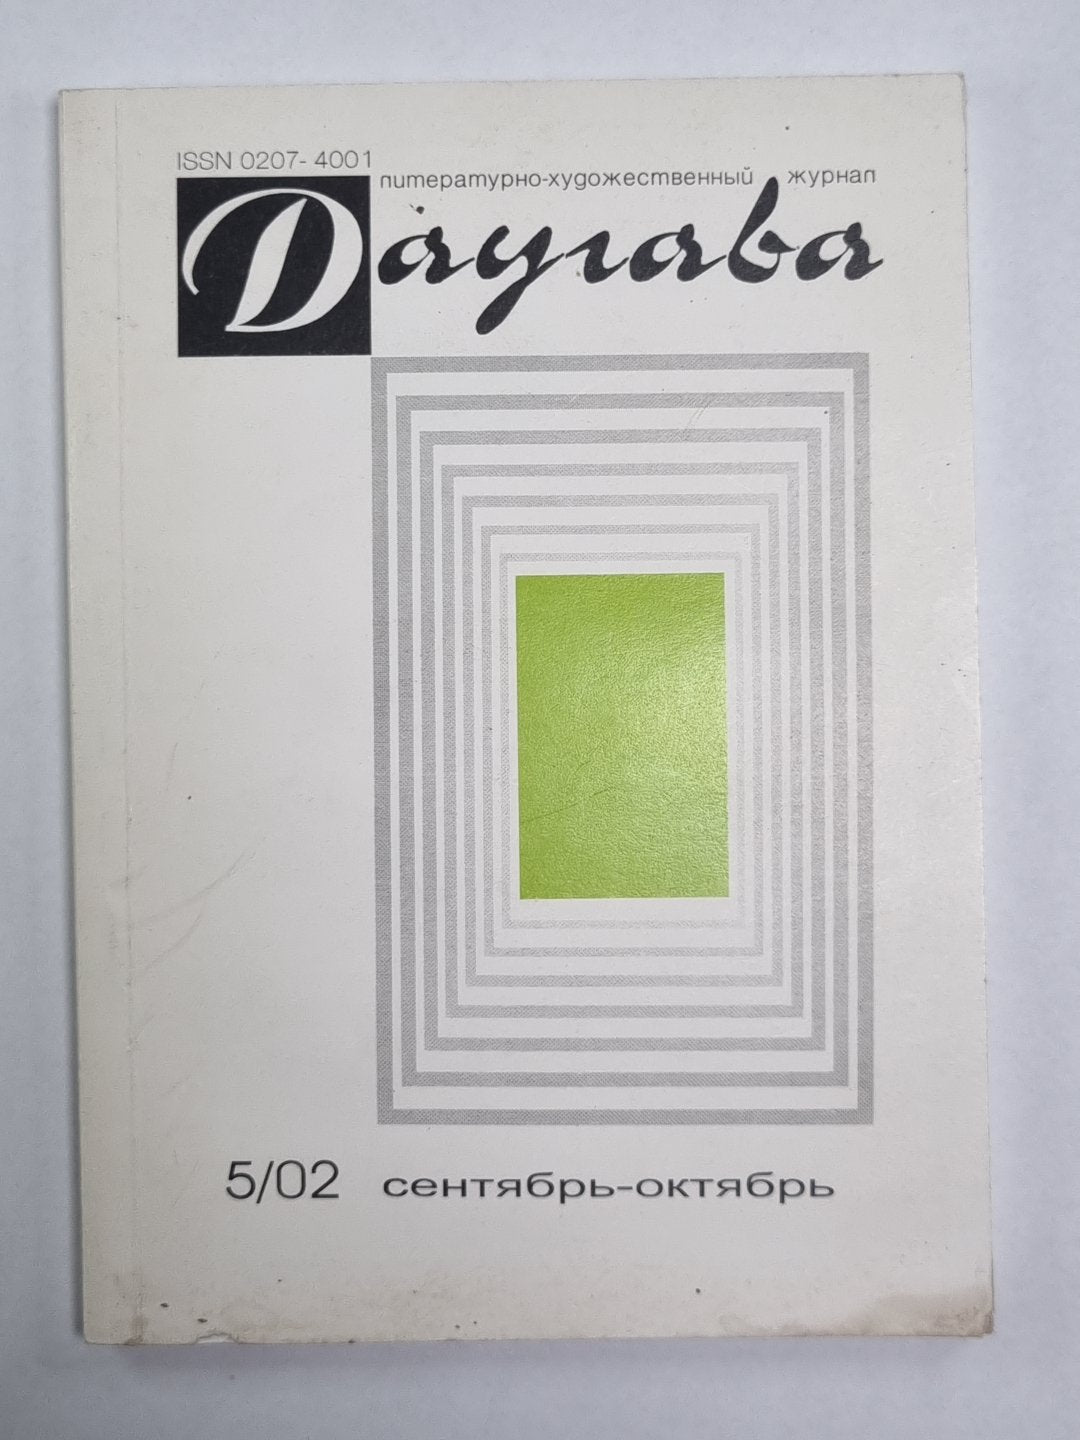 ISSN 0207- 4001
литературно-художественный журнал
Даугава
5/02 сентябрь-октябрь